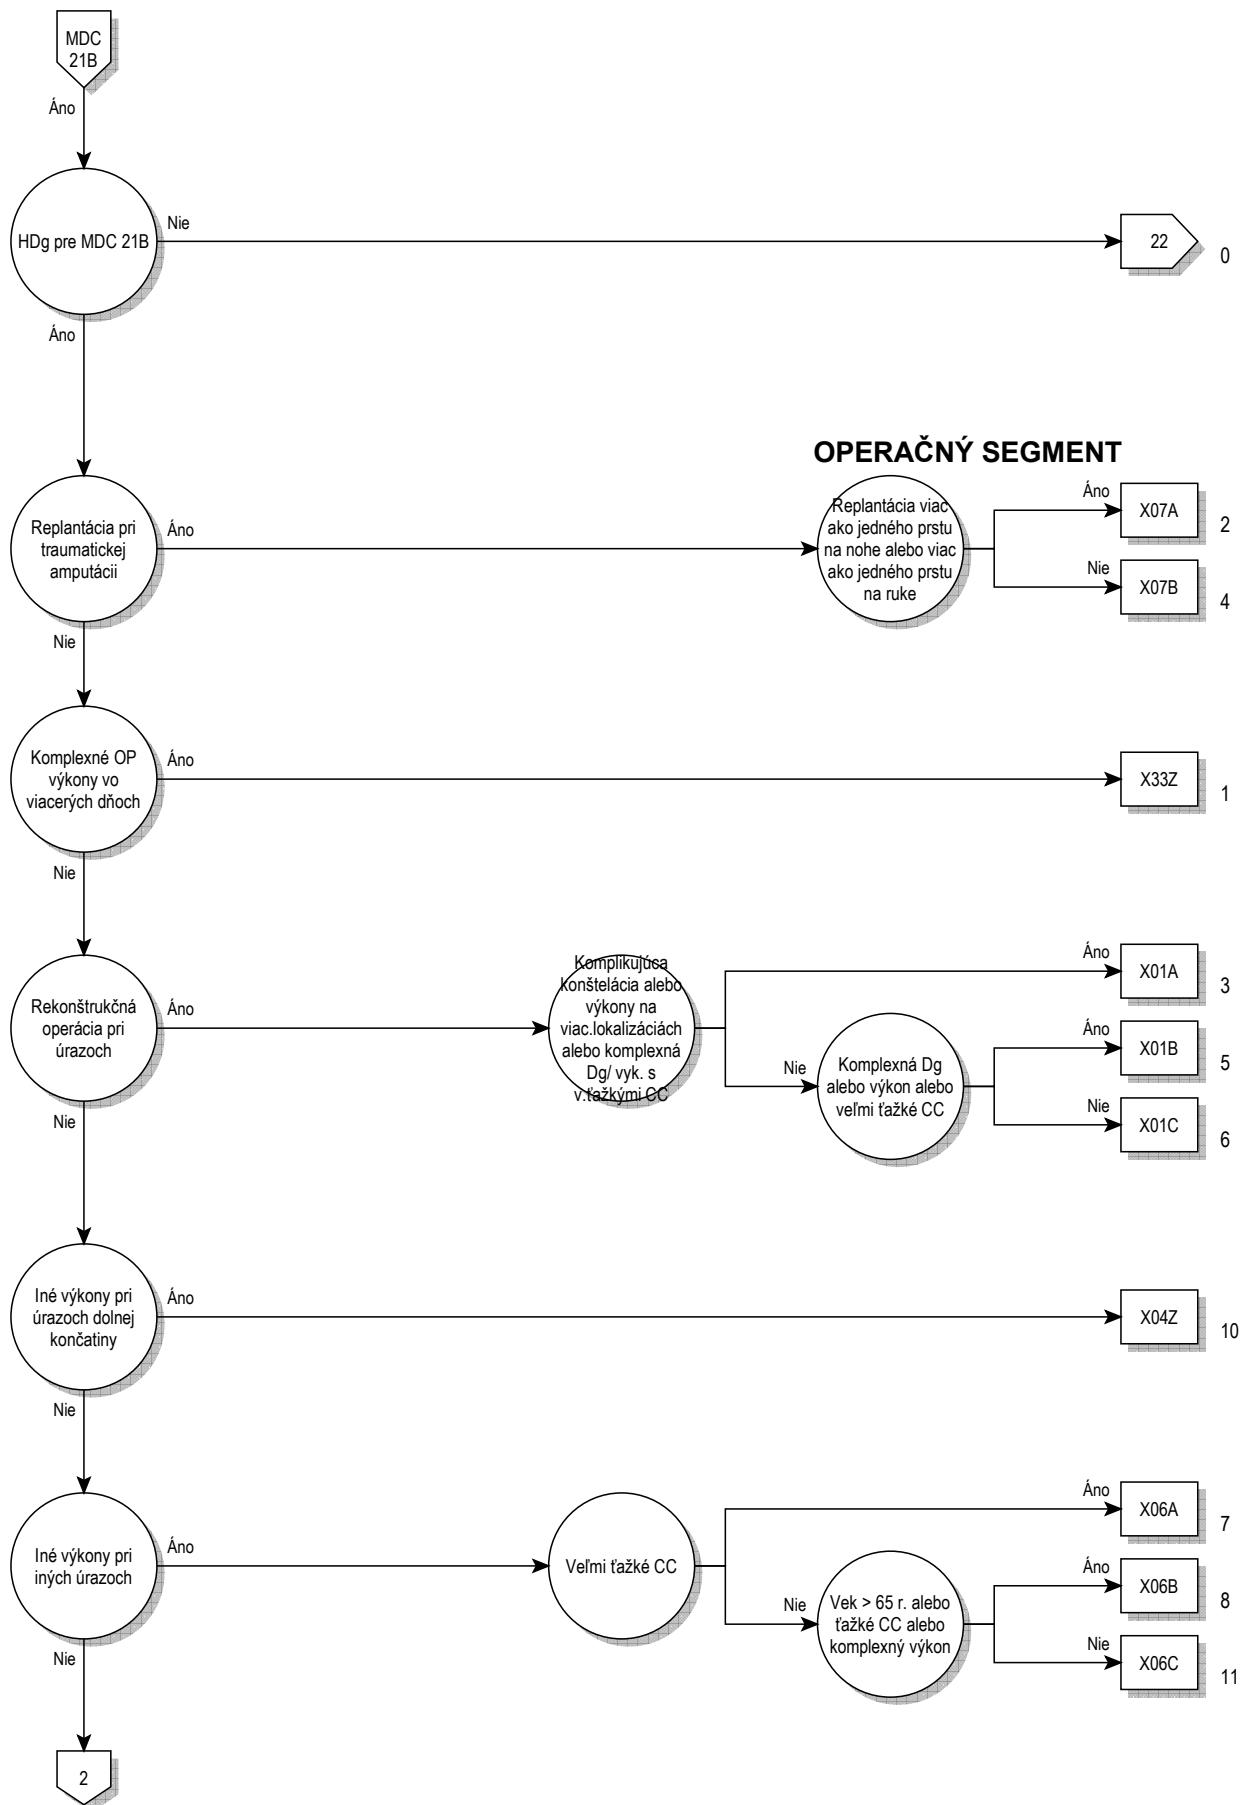 MDC
21B
Áno
HDg pre MDC 21B
Nie
22
0
Áno
OPERAČNÝ SEGMENT
Replantácia pri
traumatickej
amputácii
Áno
Replantácia viac
ako jedného prstu
na nohe alebo viac
ako jedného prstu
na ruke
Áno
X07A
2
Nie
X07B
4
Nie
Komplexné OP
výkony vo
viacerých dňoch
Áno
X33Z
1
Nie
Rekonštrukčná
operácia pri
úrazoch
Áno
Komplikujúca
konštelácia alebo
výkony na
viac.lokalizáciách
alebo komplexná
Dg/ vyk. s
v.ťažkými CC
Áno
X01A
3
Nie
Komplexná Dg
alebo výkon alebo
veľmi ťažké CC
Áno
X01B
5
Nie
X01C
6
Nie
Iné výkony pri
úrazoch dolnej
končatiny
Áno
X04Z
10
Nie
Iné výkony pri
iných úrazoch
Áno
Veľmi ťažké CC
Áno
X06A
7
Nie
Vek > 65 r. alebo
ťažké CC alebo
komplexný výkon
Áno
X06B
8
Nie
X06C
11
Nie
2